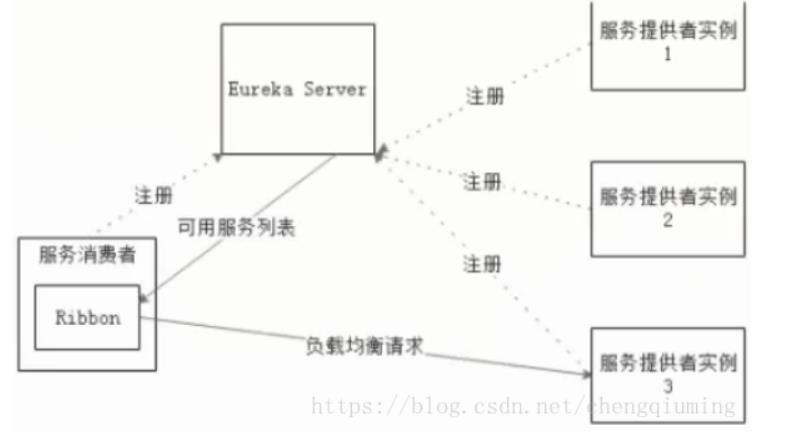 服务提供者实例
1
Eureka Server
注册
注册
注册
可用服务列表
服务提供者实例
2
服务消费者
注册
Ribbon
负载均衡请求
服务提供者实例
3
https://blog.csdn.net/chengqiuming